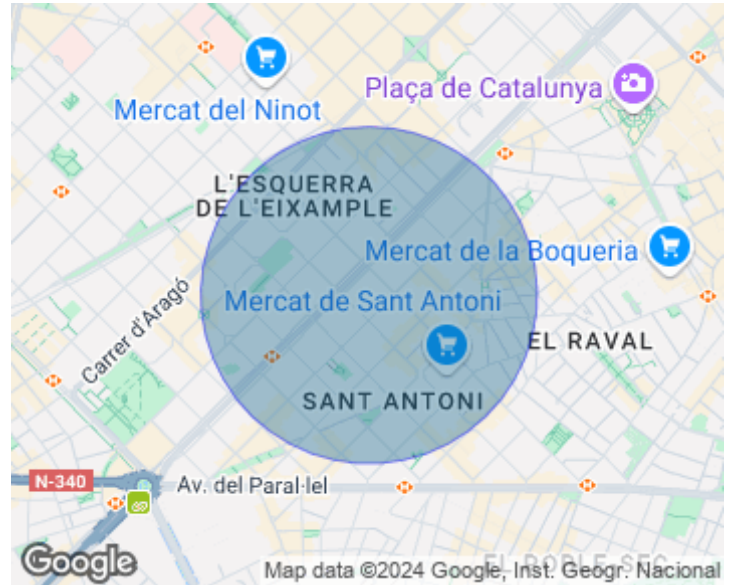 Plaça de Catalunya
Mercat del Ninot
L'ESQUERRA
DE L'EIXAMPLE
Mercat de la Boqueria
Mercat de Sant Antoni
Carrer d'Aragó
EL RAVAL
SANT ANTONI
N-340
Av. del Paral·lel
EL POBLE-SEC
Google
Map data ©2024 Google, Inst. Geogr. Nacional